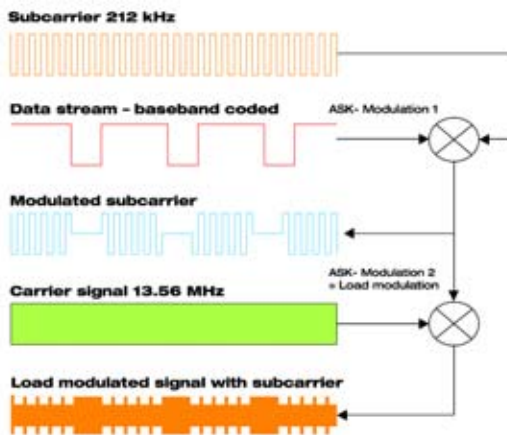 Subcarrier 212 kHz
Data stream - baseband coded
ASK- Modulation 1
Modulated subcarrier
ASK- Modulation 2
= Load modulation
Carrier signal 13.56 MHz
Load modulated signal with subcarrier